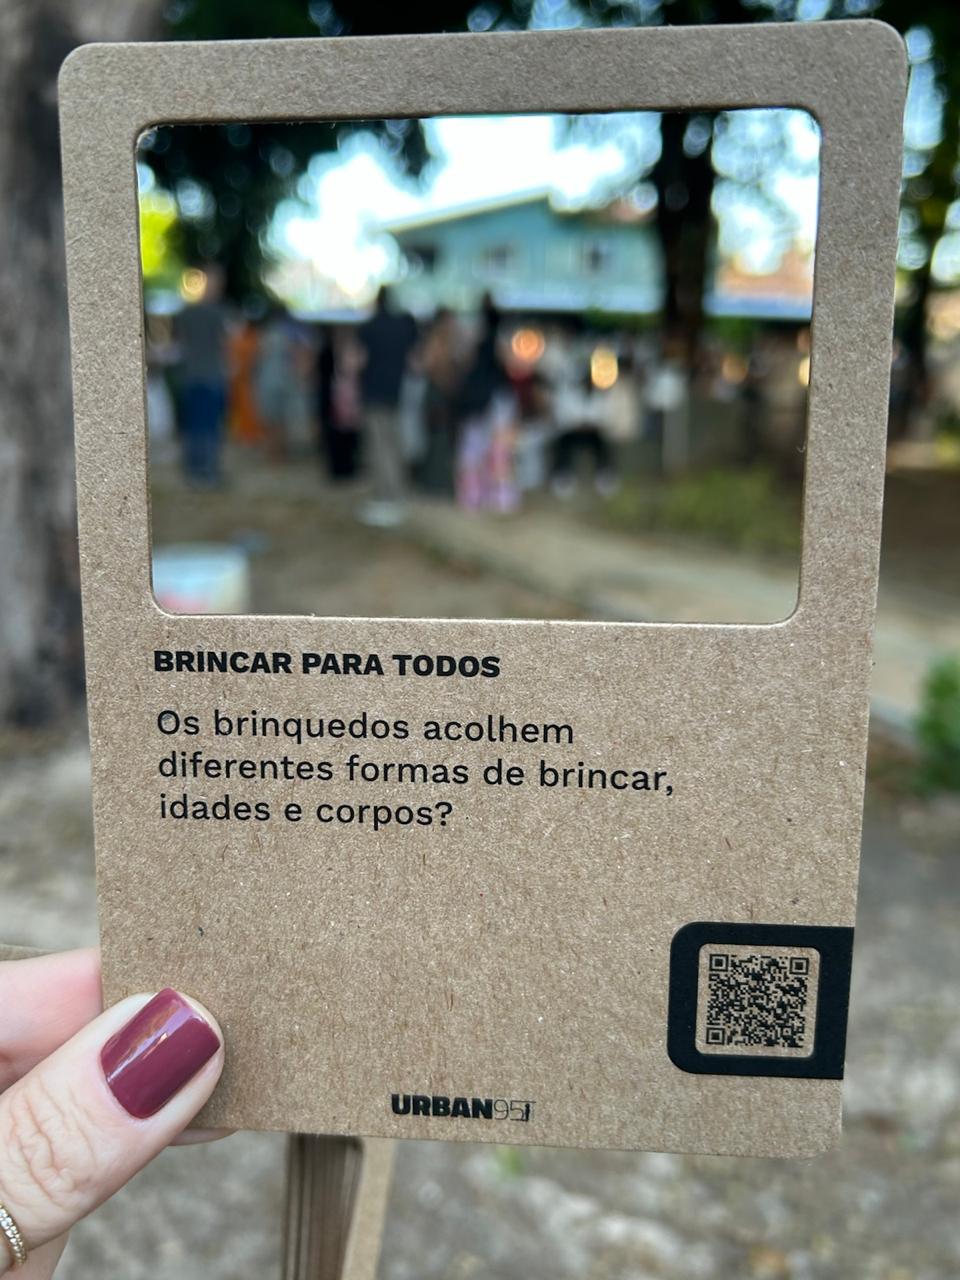 BRINCAR PARA TODOS
Os brinquedos acolhem
diferentes formas de brincar,
idades e corpos?
URBAN95